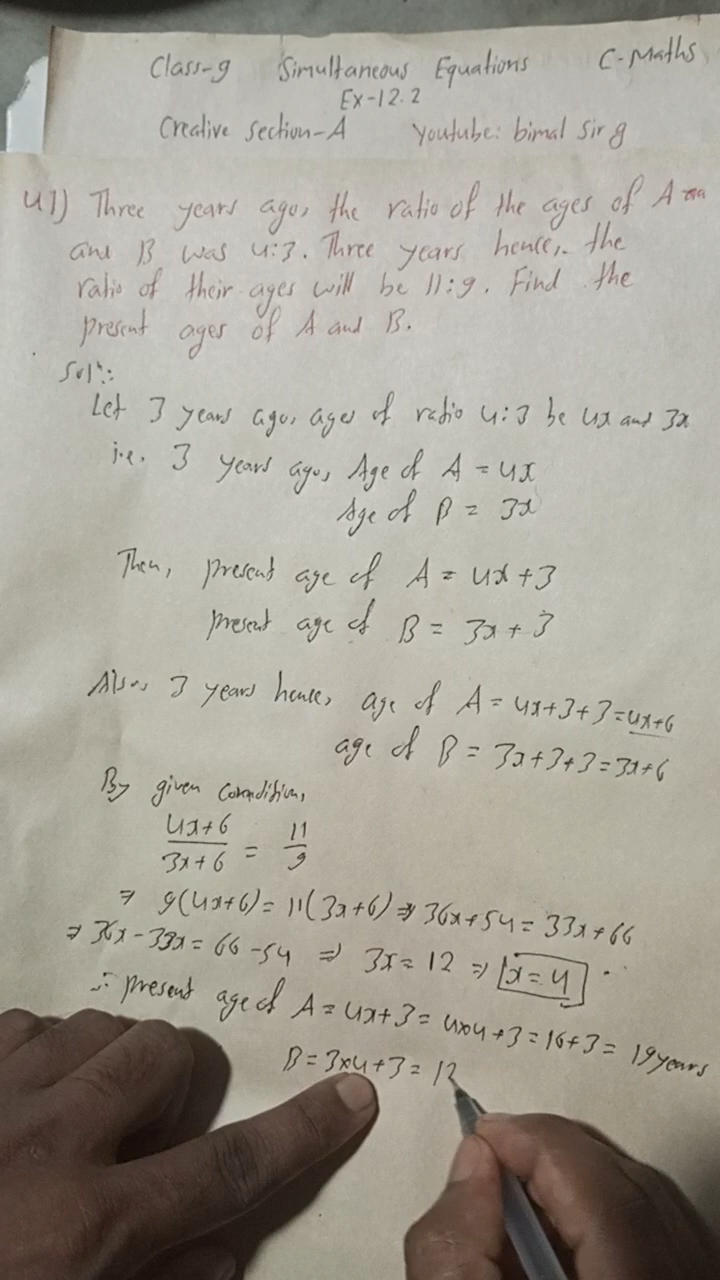 Class-9 Simultaneous Equations C-Maths
Ex-12.2
Creative Section-A Youtube: bimal Sir g
41) Three years ago, the ratio of the ages of A
and B was 4:3. Three years hence, the
ratio of their ages will be 11:9. Find the
present ages of A and B.
Solⁿ:
Let 3 years ago, ages of ratio 4:3 be 4x and 3x
i.e. 3 years ago, Age of A = 4x
Age of B = 3x
Then, present age of A = 4x+3
present age of B = 3x+3
Also, 3 years hence, age of A = 4x+3+3=4x+6
age of B = 3x+3+3=3x+6
By given condition,
4x+6/3x+6 = 11/9
⇒ 9(4x+6)=11(3x+6)⇒36x+54=33x+66
⇒ 36x-33x=66-54 ⇒ 3x=12 ⇒ x=4
∴ present age of A = 4x+3=4×4+3=16+3=19years
B=3×4+3=12